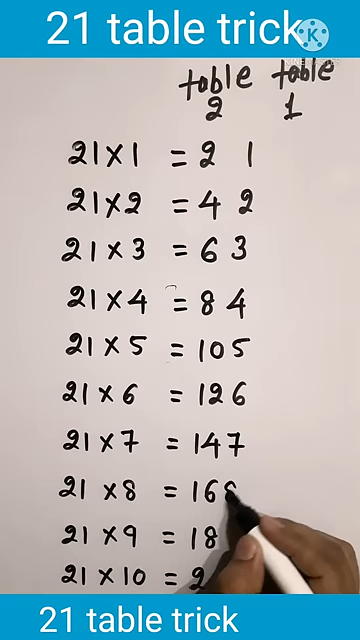 21 table trick
table table
2 1
21×1 = 2 1
21×2 = 4 2
21×3 = 6 3
21×4 = 8 4
21×5 = 105
21×6 = 126
21×7 = 147
21×8 = 168
21×9 = 18
21×10 = 2
21 table trick